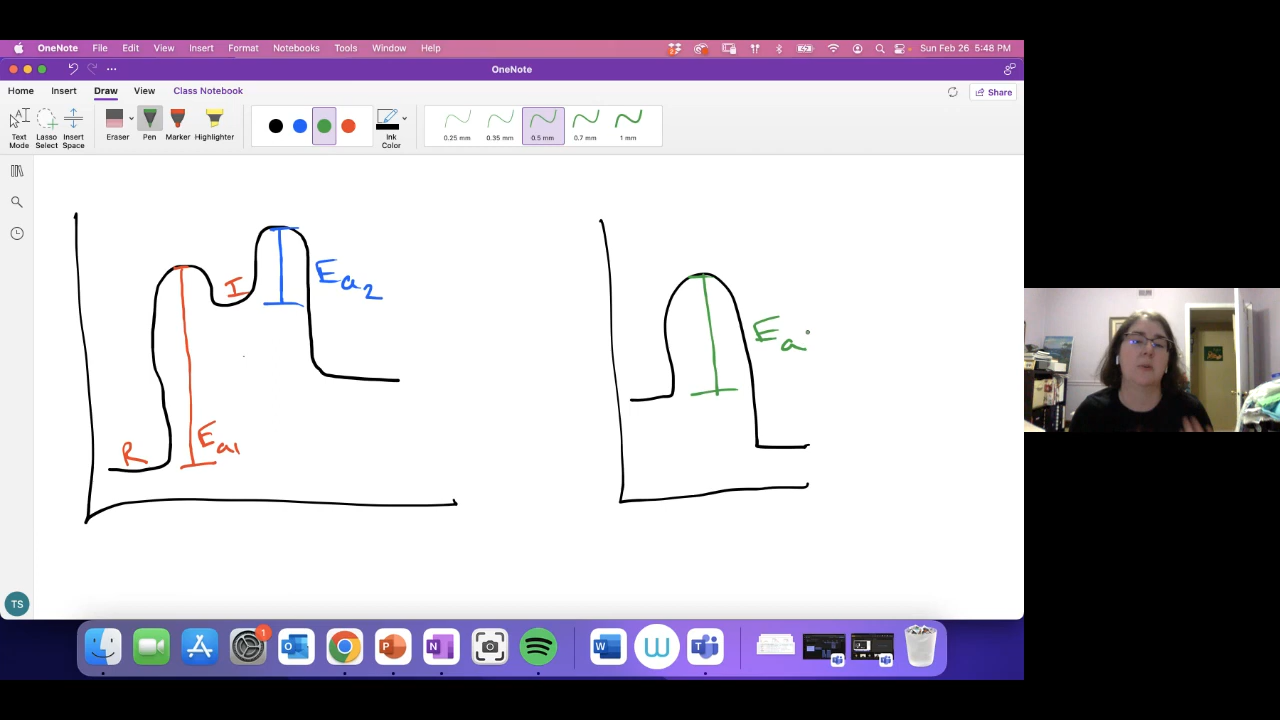 OneNote File Edit View Insert Format Notebooks Tools Window Help Sun Feb 26 5:48 PM
OneNote
Home Insert Draw View Class Notebook Share
Text Mode Lasso Select Insert Space Eraser Pen Marker Highlighter Ink Color 0.25 mm 0.35 mm 0.5 mm 0.7 mm 1 mm
I Ea2
R Ea1
Ea
TS
1
W P N W W T